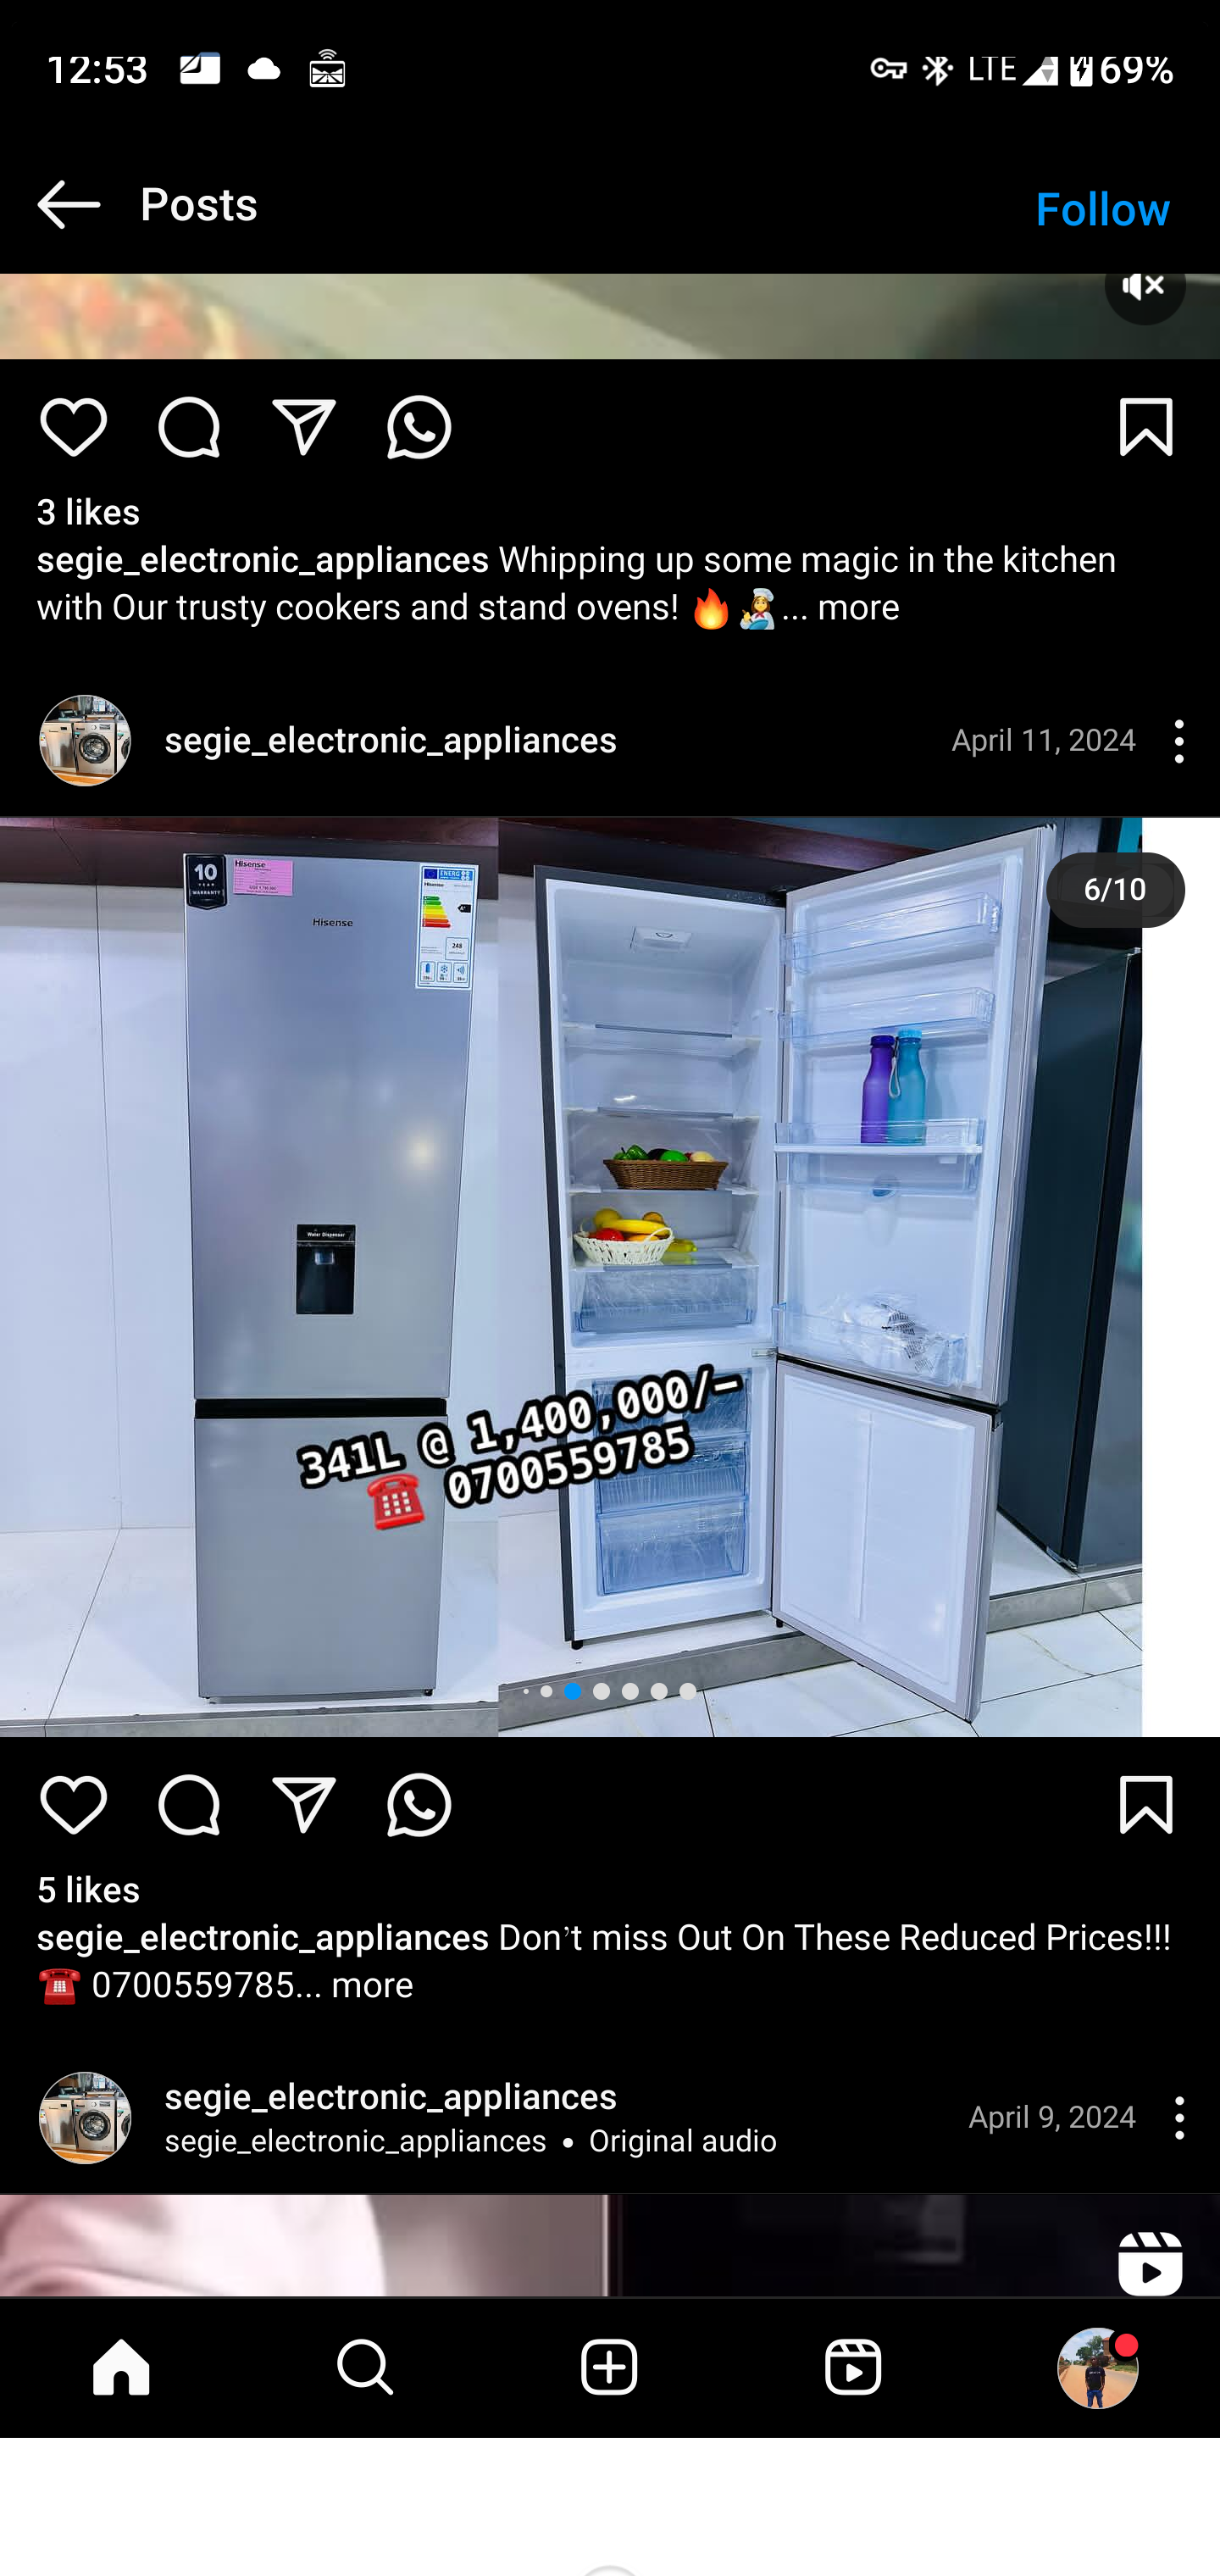 12:53
LTE 69%
Posts
Follow
3 likes
segie_electronic_appliances Whipping up some magic in the kitchen
with Our trusty cookers and stand ovens! 🔥👩‍🍳... more
segie_electronic_appliances
April 11, 2024
6/10
10
YEAR
WARRANTY
Hisense
ENERG
Hisense
Hisense
248
Water Dispenser
341L @ 1,400,000/-
☎️ 0700559785
5 likes
segie_electronic_appliances Don't miss Out On These Reduced Prices!!!
☎️ 0700559785... more
segie_electronic_appliances
segie_electronic_appliances • Original audio
April 9, 2024